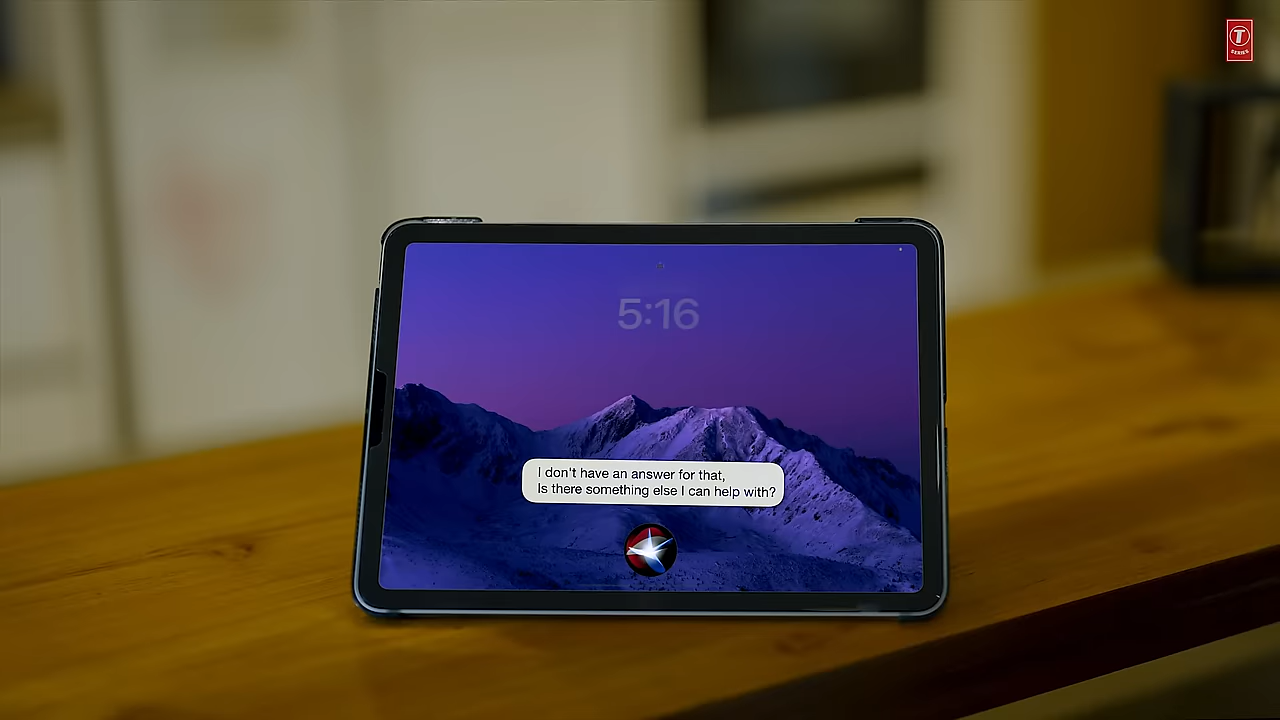 T
SERIES
5:16
I don't have an answer for that,
Is there something else I can help with?